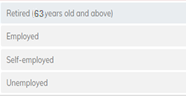 Retired (63years old and above)
Employed
Self-employed
Unemployed